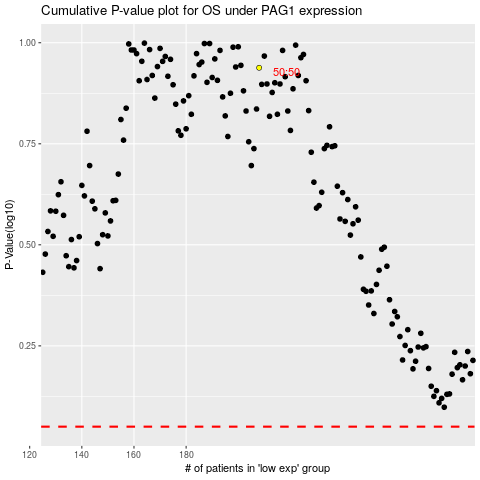 Cumulative P-value plot for OS under PAG1 expression
P-Value(log10)
1.00
0.75
0.50
0.25
50:50
120 140 160 180
# of patients in 'low exp' group